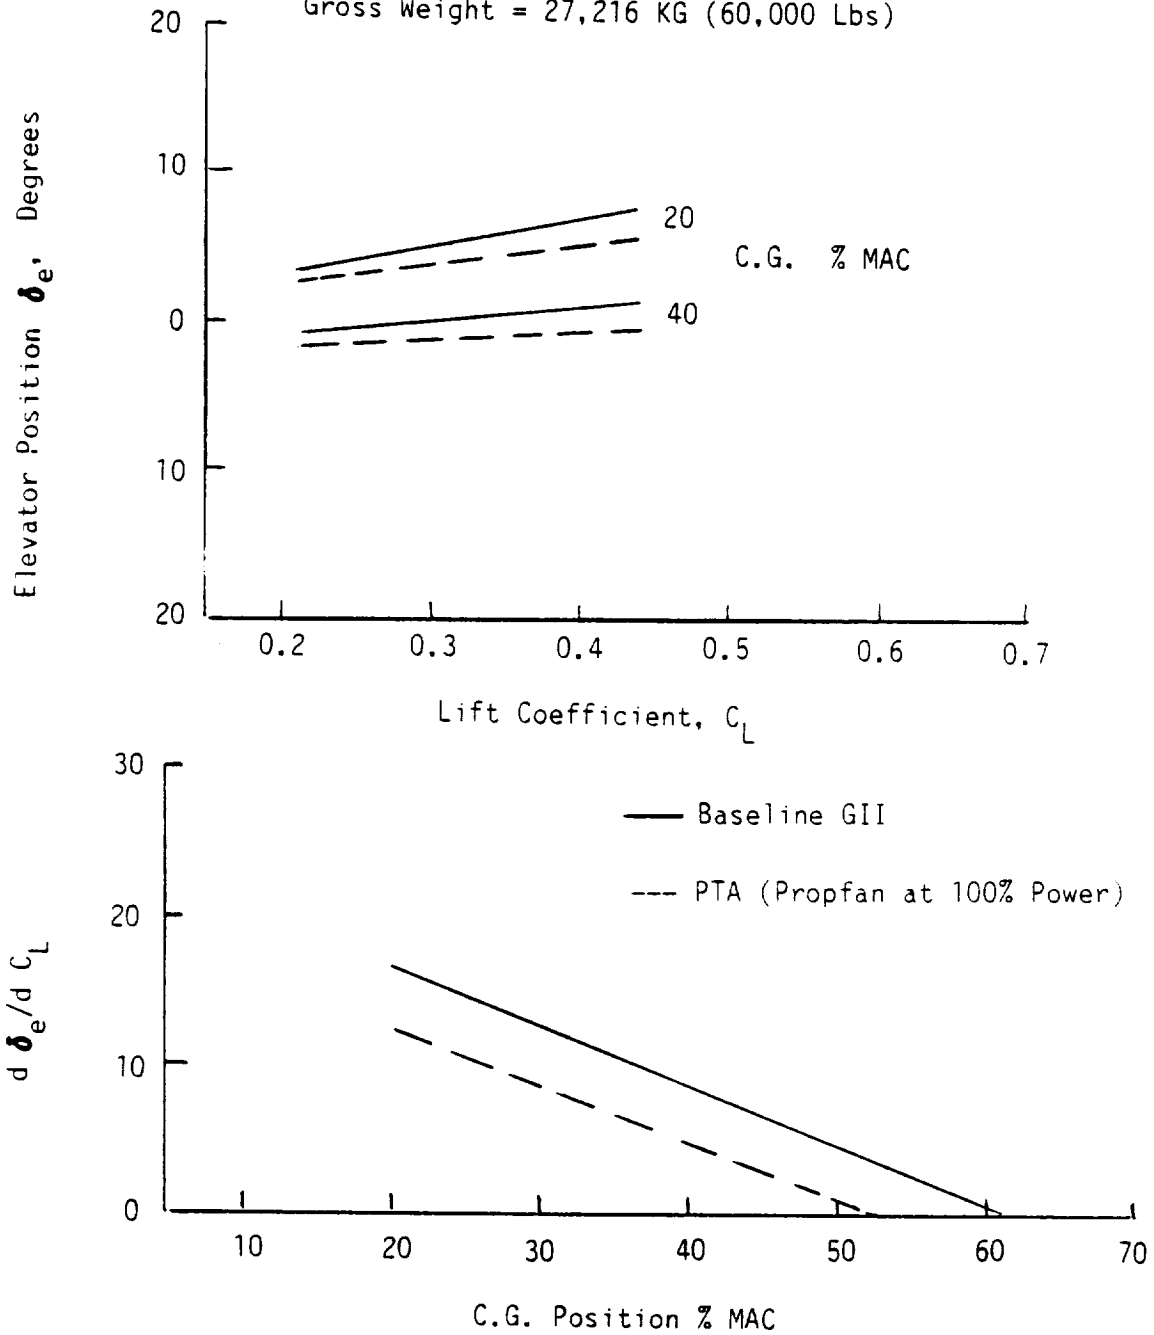 Gross Weight = 27,216 KG (60,000 Lbs)
20
10
0
10
20
Elevator Position δe, Degrees
20
C.G. % MAC
40
0.2 0.3 0.4 0.5 0.6 0.7
Lift Coefficient, CL
30
20
10
0
d δe/d CL
Baseline GII
PTA (Propfan at 100% Power)
10 20 30 40 50 60 70
C.G. Position % MAC